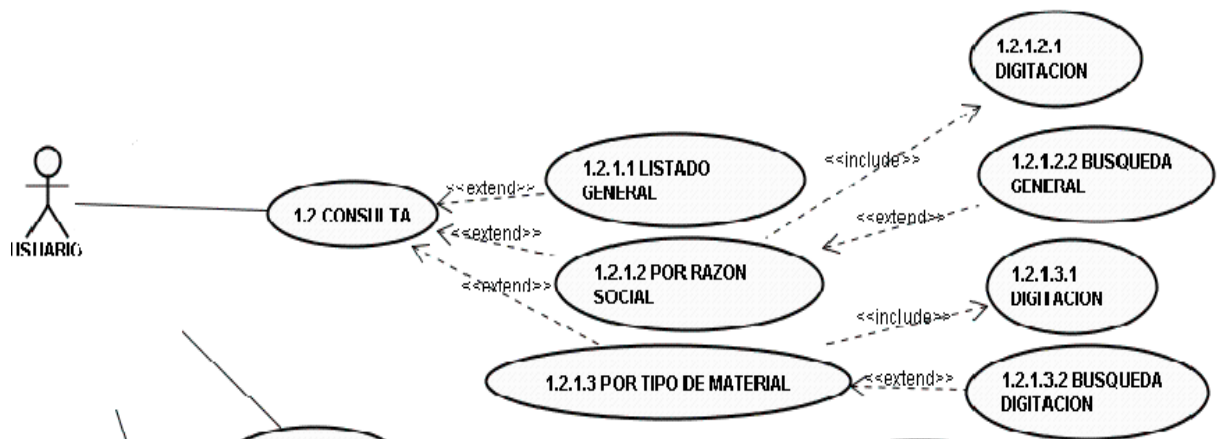 1.2.1.2.1
DIGITACION
1.2.1.1 LISTADO
GENERAL
<<include>>
1.2.1.2.2 BUSQUEDA
GENERAL
<<extend>>
1.2 CONSULTA
<<extend>>
<<extend>>
USUARIO
1.2.1.2 POR RAZON
SOCIAL
1.2.1.3.1
DIGITACION
<<extend>>
<<include>>
1.2.1.3 POR TIPO DE MATERIAL
<<extend>>
1.2.1.3.2 BUSQUEDA
DIGITACION